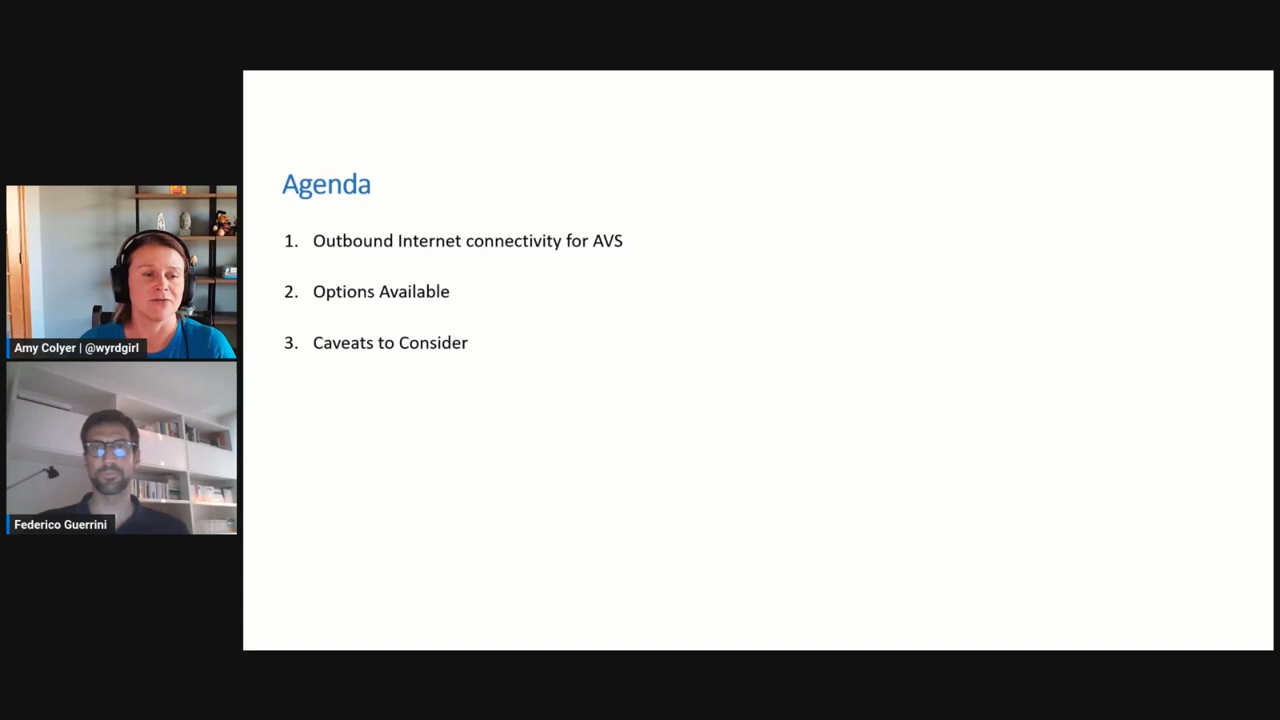 Agenda
1. Outbound Internet connectivity for AVS
2. Options Available
3. Caveats to Consider
Amy Colyer | @wyrdgirl
Federico Guerrini